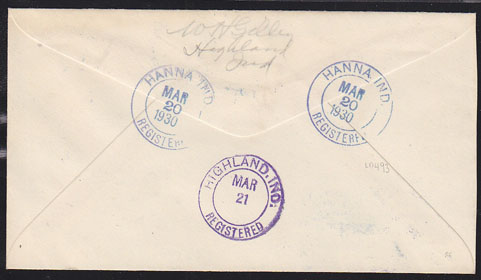 Highland
Ind
HANNA IND.
MAR
20
1930
REGISTERED
HANNA IND.
MAR
20
1930
REGISTERED
HIGHLAND, IND.
MAR
21
REGISTERED